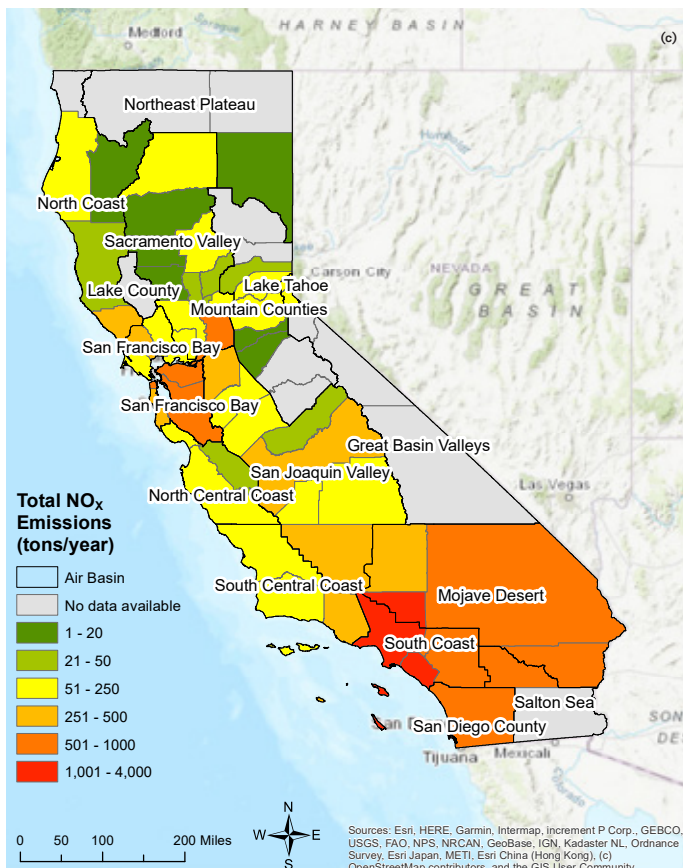 HARNEY BASIN
Medford
(c)
Northeast Plateau
Humboldt
North Coast
Sacramento Valley
Carson City
NEVADA
GREAT
BASIN
Lake County
Lake Tahoe
Mountain Counties
San Francisco Bay
San Francisco Bay
Great Basin Valleys
San Joaquin Valley
Las Vegas
North Central Coast
Total NOx
Emissions
(tons/year)
Air Basin
No data available
1 - 20
21 - 50
51 - 250
251 - 500
501 - 1000
1,001 - 4,000
South Central Coast
Mojave Desert
South Coast
Salton Sea
San Diego County
Tijuana
Mexicali
SON
DE
N
W
E
S
0 50 100 200 Miles
Sources: Esri, HERE, Garmin, Intermap, increment P Corp., GEBCO,
USGS, FAO, NPS, NRCAN, GeoBase, IGN, Kadaster NL, Ordnance
Survey, Esri Japan, METI, Esri China (Hong Kong), (c)
OpenStreetMap contributors, and the GIS User Community